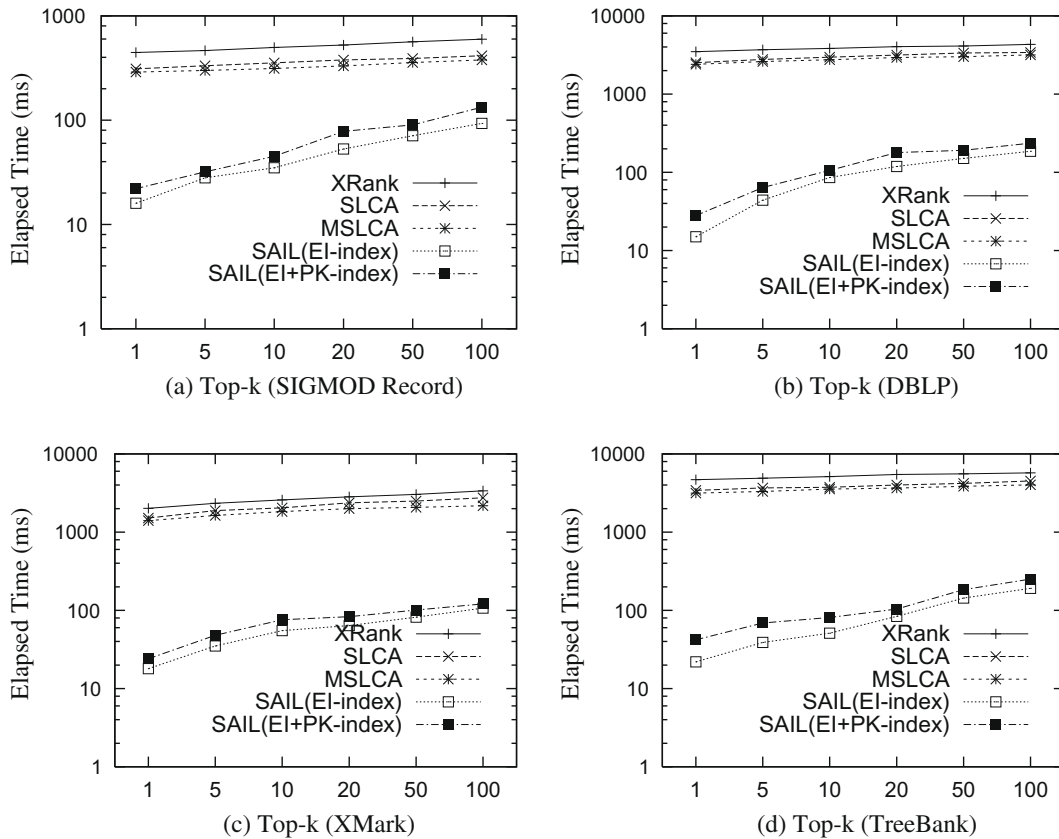 Elapsed Time (ms)
1000
100
10
1
XRank
SLCA
MSLCA
SAIL(EI-index)
SAIL(EI+PK-index)
1 5 10 20 50 100
(a) Top-k (SIGMOD Record)
Elapsed Time (ms)
10000
1000
100
10
1
XRank
SLCA
MSLCA
SAIL(EI-index)
SAIL(EI+PK-index)
1 5 10 20 50 100
(b) Top-k (DBLP)
Elapsed Time (ms)
10000
1000
100
10
1
XRank
SLCA
MSLCA
SAIL(EI-index)
SAIL(EI+PK-index)
1 5 10 20 50 100
(c) Top-k (XMark)
Elapsed Time (ms)
10000
1000
100
10
1
XRank
SLCA
MSLCA
SAIL(EI-index)
SAIL(EI+PK-index)
1 5 10 20 50 100
(d) Top-k (TreeBank)